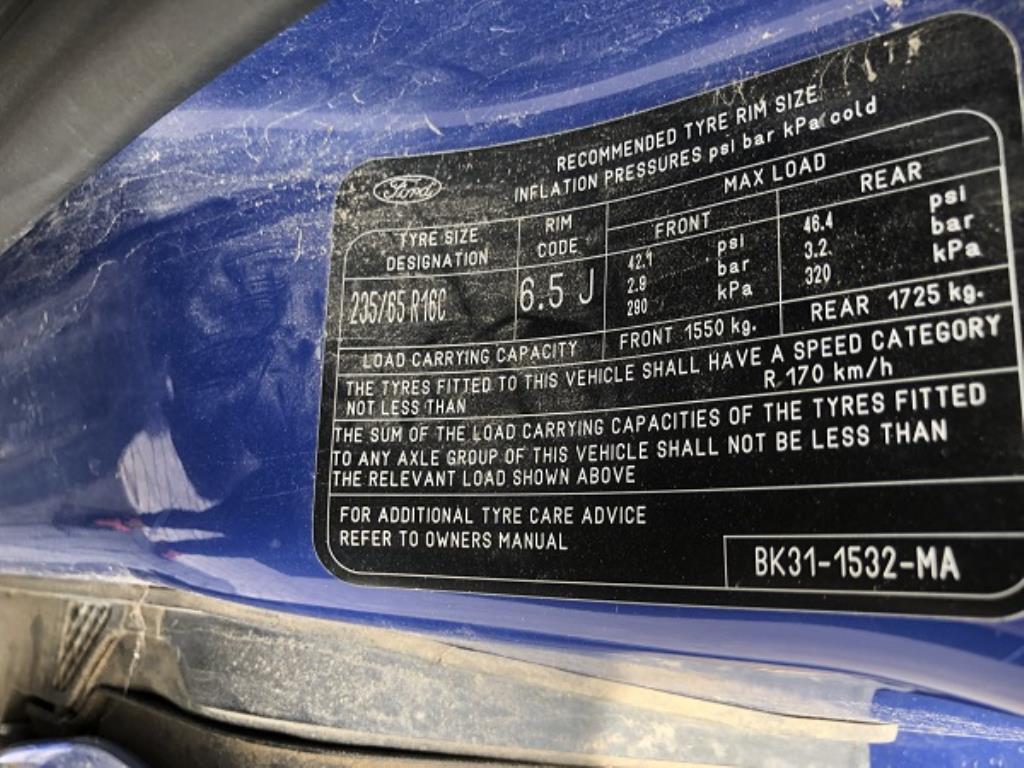 Ford
RECOMMENDED TYRE RIM SIZE
INFLATION PRESSURES psi bar kPa cold
TYRE SIZE DESIGNATION
RIM CODE
MAX LOAD
FRONT
REAR
235/65 R16C
6.5 J
42.1 psi
2.9 bar
290 kPa
46.4 psi
3.2. bar
320 kPa
LOAD CARRYING CAPACITY
FRONT 1550 kg.
REAR 1725 kg.
THE TYRES FITTED TO THIS VEHICLE SHALL HAVE A SPEED CATEGORY
NOT LESS THAN R 170 km/h
THE SUM OF THE LOAD CARRYING CAPACITIES OF THE TYRES FITTED
TO ANY AXLE GROUP OF THIS VEHICLE SHALL NOT BE LESS THAN
THE RELEVANT LOAD SHOWN ABOVE
FOR ADDITIONAL TYRE CARE ADVICE
REFER TO OWNERS MANUAL
BK31-1532-MA